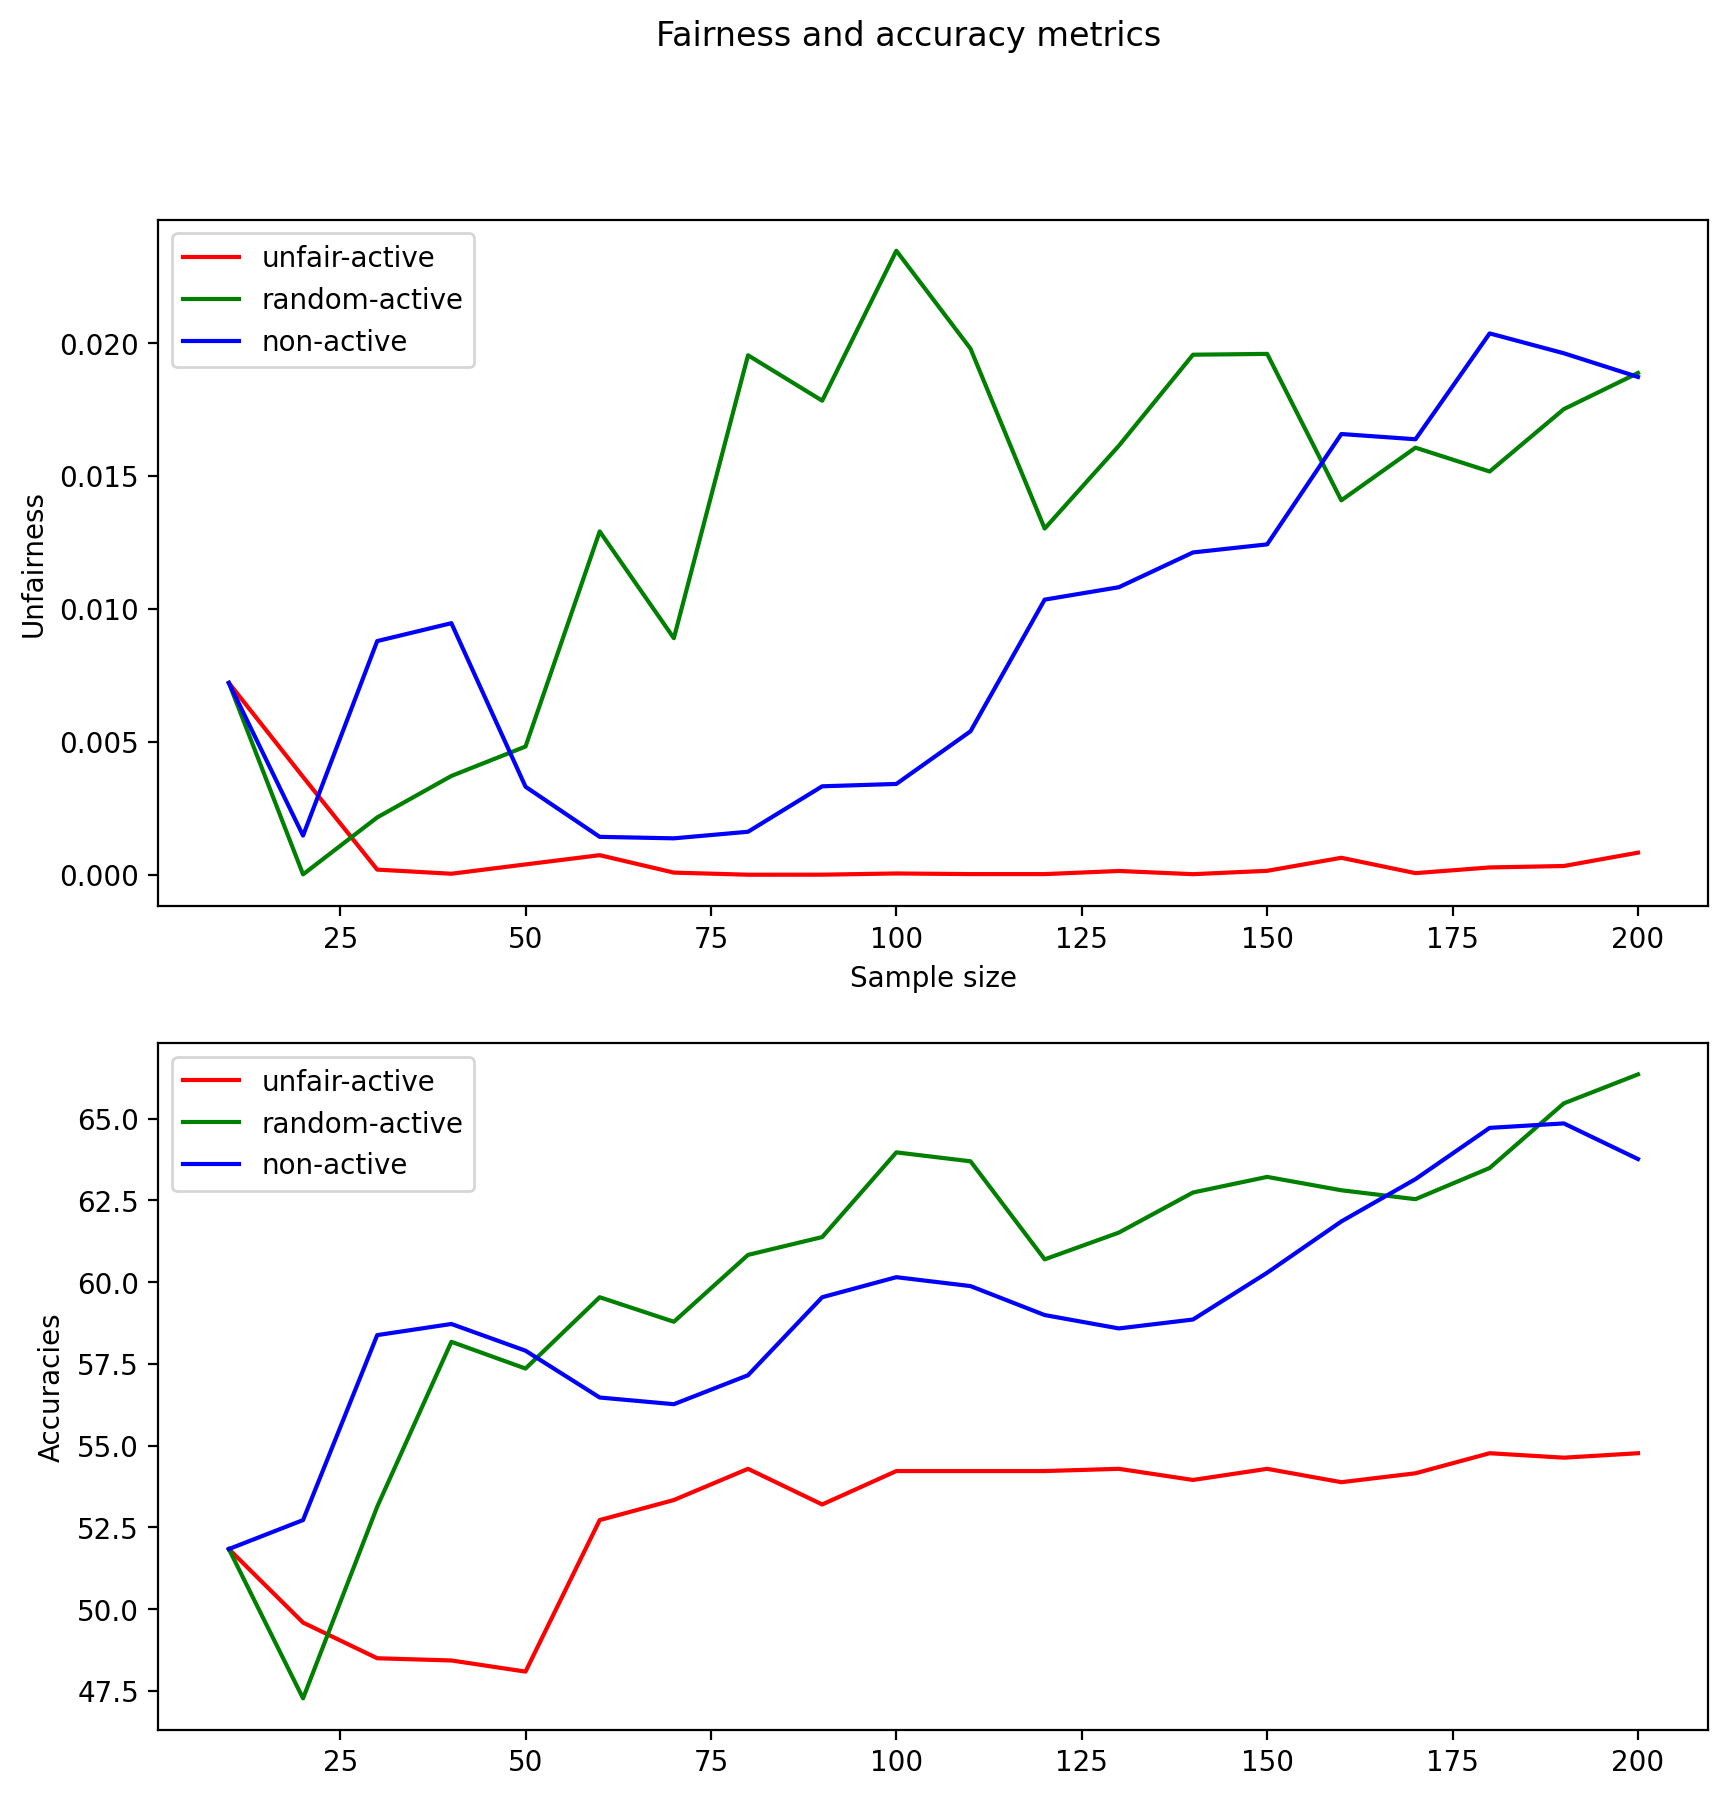 Fairness and accuracy metrics
unfair-active
random-active
non-active
Unfairness
0.020
0.015
0.010
0.005
0.000
25 50 75 100 125 150 175 200
Sample size
unfair-active
random-active
non-active
Accuracies
65.0
62.5
60.0
57.5
55.0
52.5
50.0
47.5
25 50 75 100 125 150 175 200